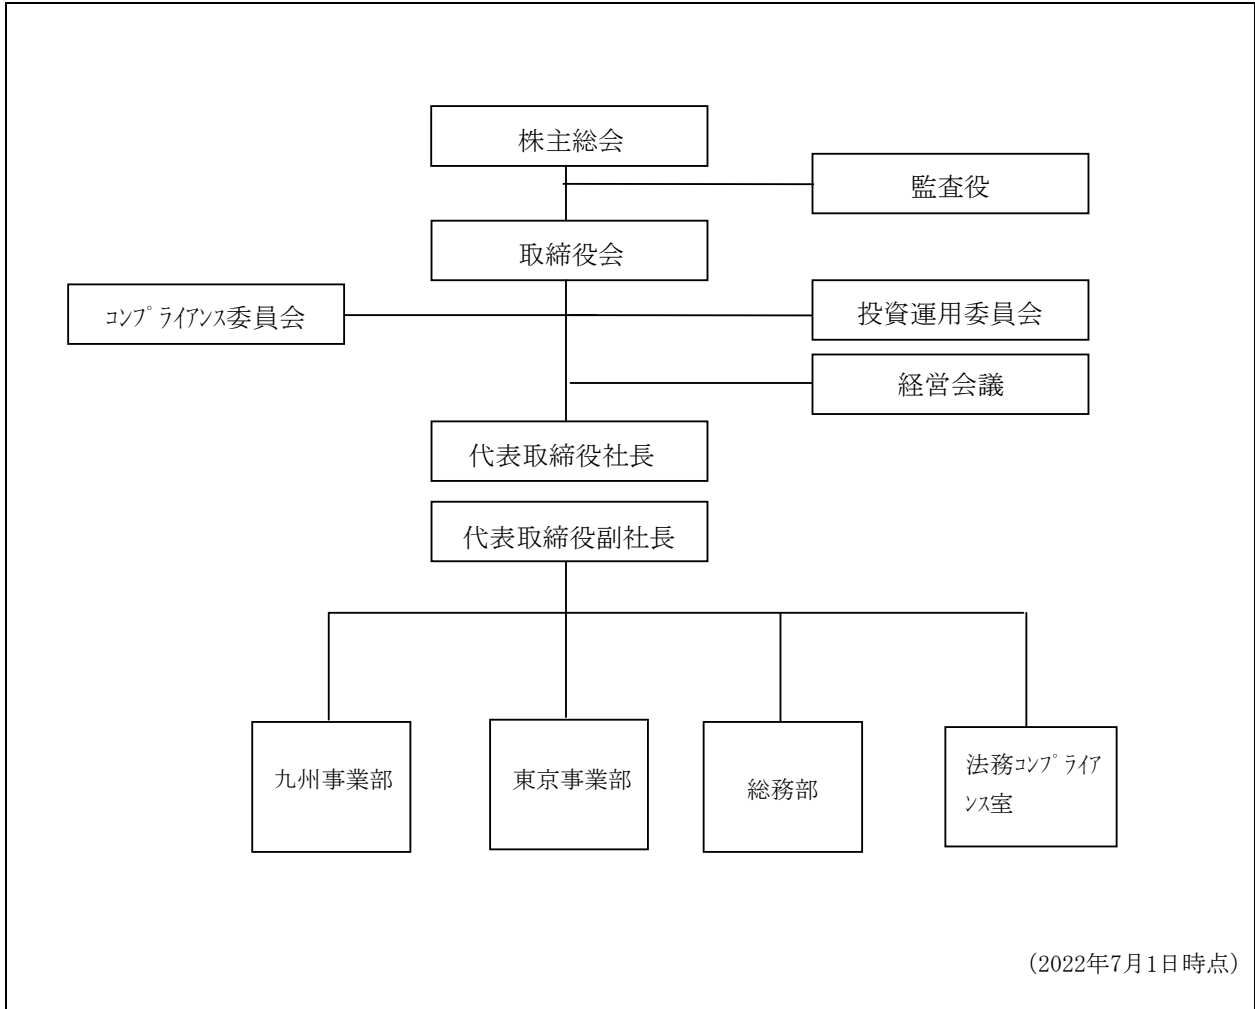 株主総会
監査役
取締役会
コンプライアンス委員会
投資運用委員会
経営会議
代表取締役社長
代表取締役副社長
九州事業部
東京事業部
総務部
法務コンプライア
ンス室
(2022年7月1日時点)